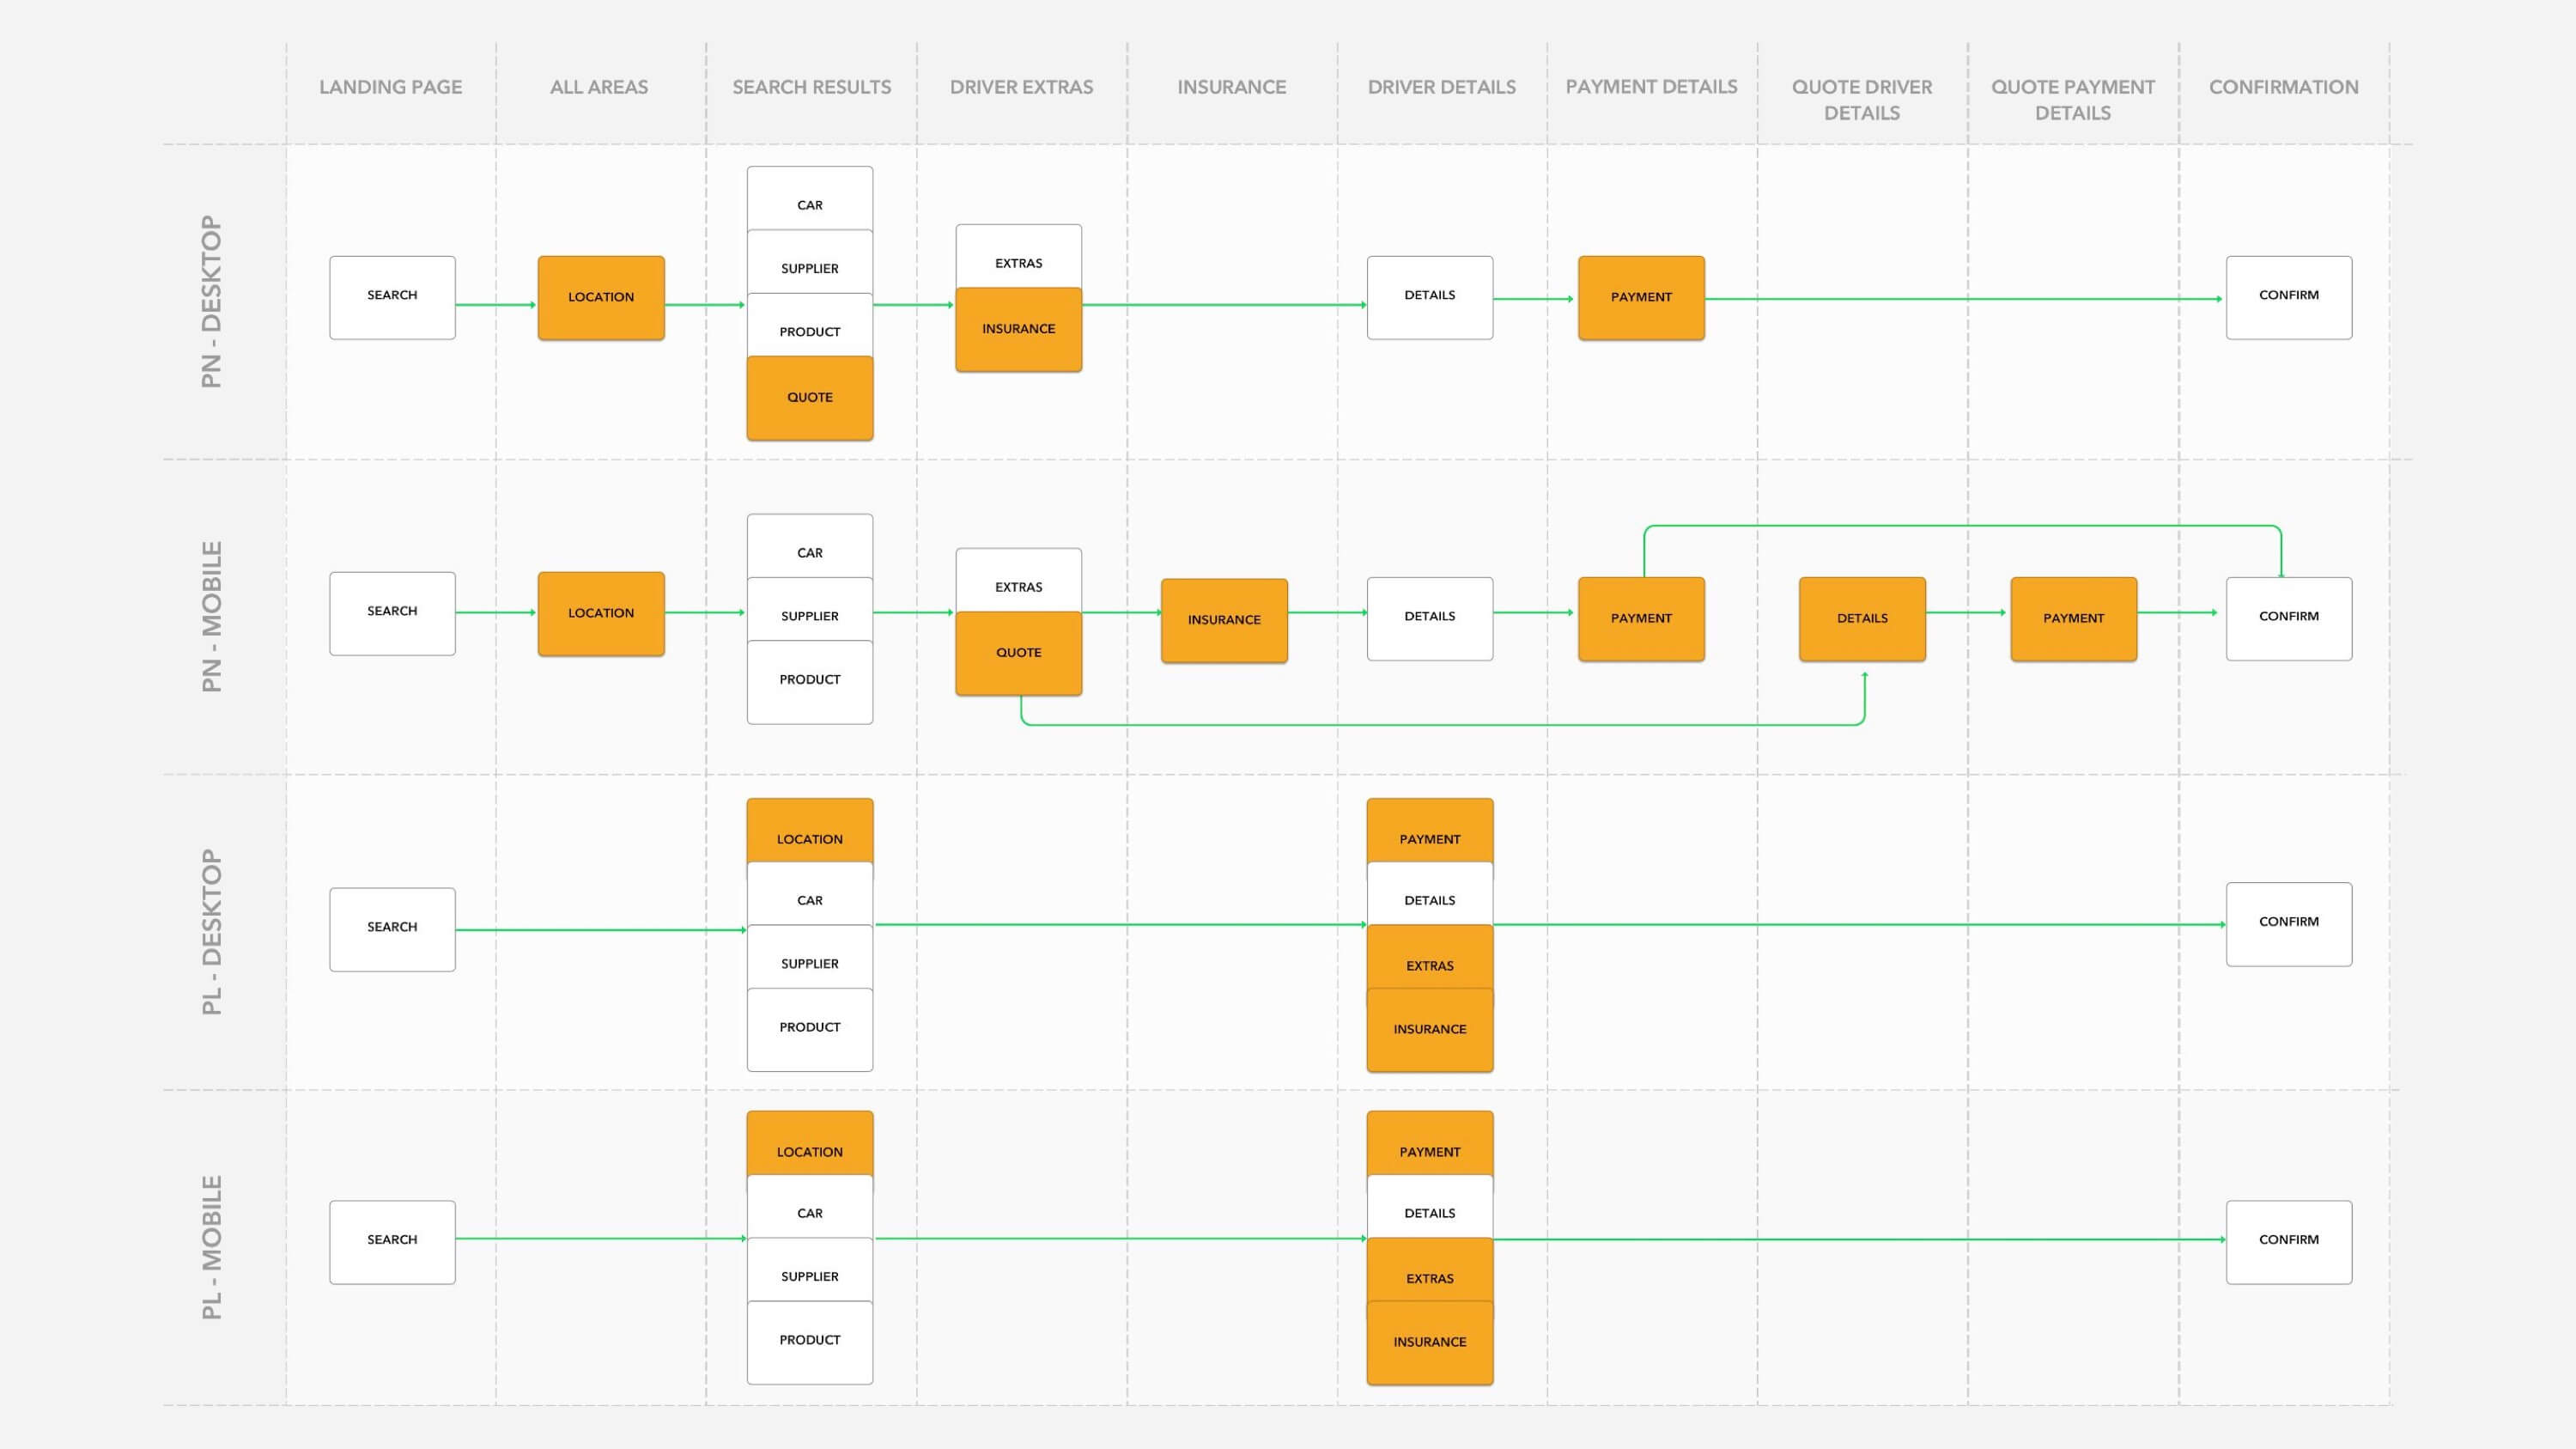 LANDING PAGE
ALL AREAS
SEARCH RESULTS
DRIVER EXTRAS
INSURANCE
DRIVER DETAILS
PAYMENT DETAILS
QUOTE DRIVER
DETAILS
QUOTE PAYMENT
DETAILS
CONFIRMATION
PN - DESKTOP
SEARCH
LOCATION
CAR
SUPPLIER
PRODUCT
QUOTE
EXTRAS
INSURANCE
DETAILS
PAYMENT
CONFIRM
PN - MOBILE
SEARCH
LOCATION
CAR
SUPPLIER
PRODUCT
EXTRAS
QUOTE
INSURANCE
DETAILS
PAYMENT
DETAILS
PAYMENT
CONFIRM
PL - DESKTOP
SEARCH
LOCATION
CAR
SUPPLIER
PRODUCT
PAYMENT
DETAILS
EXTRAS
INSURANCE
CONFIRM
PL - MOBILE
SEARCH
LOCATION
CAR
SUPPLIER
PRODUCT
PAYMENT
DETAILS
EXTRAS
INSURANCE
CONFIRM